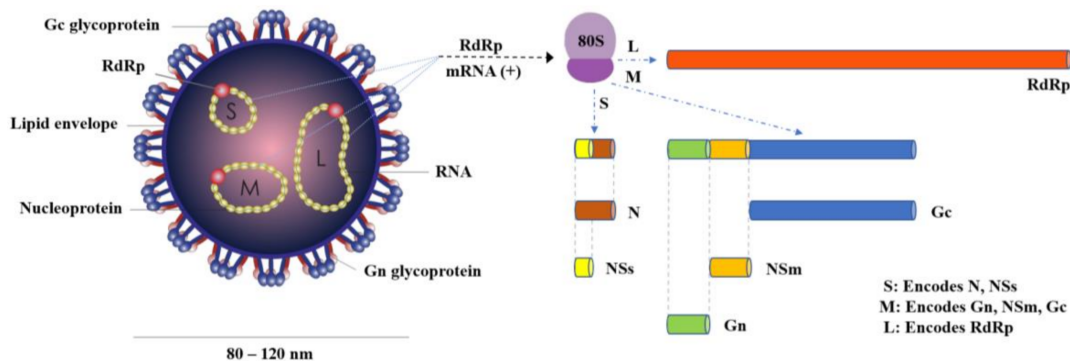 Gc glycoprotein
RdRp
Lipid envelope
Nucleoprotein
S
M
L
RNA
Gn glycoprotein
80 – 120 nm
RdRp
mRNA (+)
80S
L
M
S
RdRp
N
Gc
NSs
NSm
Gn
S: Encodes N, NSs
M: Encodes Gn, NSm, Gc
L: Encodes RdRp